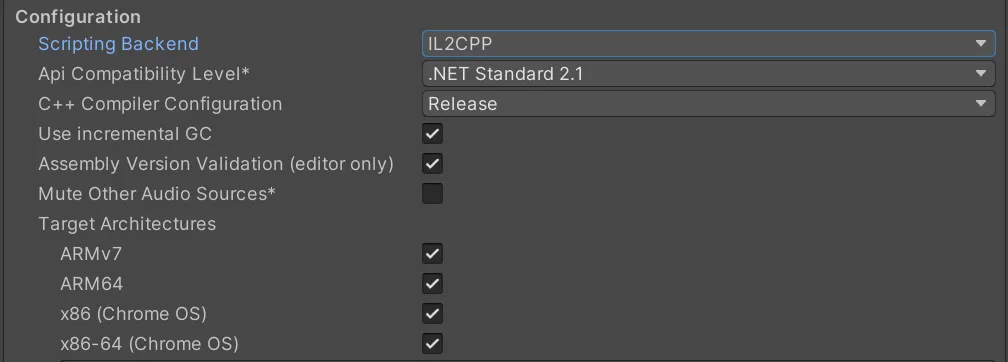 Configuration
Scripting Backend IL2CPP
Api Compatibility Level* .NET Standard 2.1
C++ Compiler Configuration Release
Use incremental GC
Assembly Version Validation (editor only)
Mute Other Audio Sources*
Target Architectures
ARMv7
ARM64
x86 (Chrome OS)
x86-64 (Chrome OS)